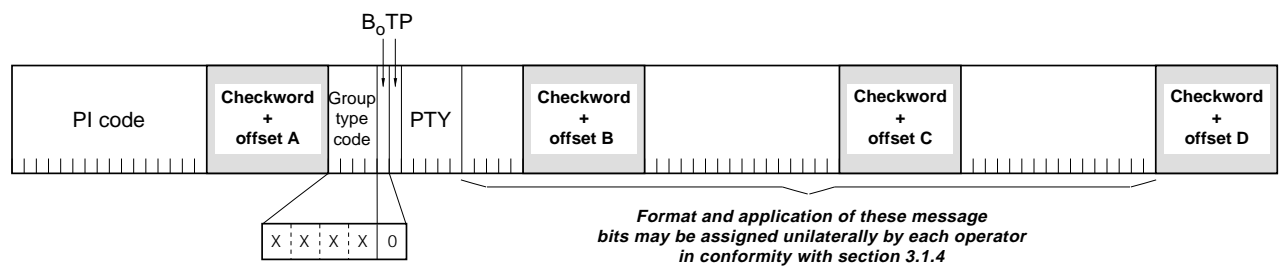 BoTP
PI code
Checkword
+
offset A
Group
type
code
PTY
Checkword
+
offset B
Checkword
+
offset C
Checkword
+
offset D
X X X X 0
Format and application of these message
bits may be assigned unilaterally by each operator
in conformity with section 3.1.4